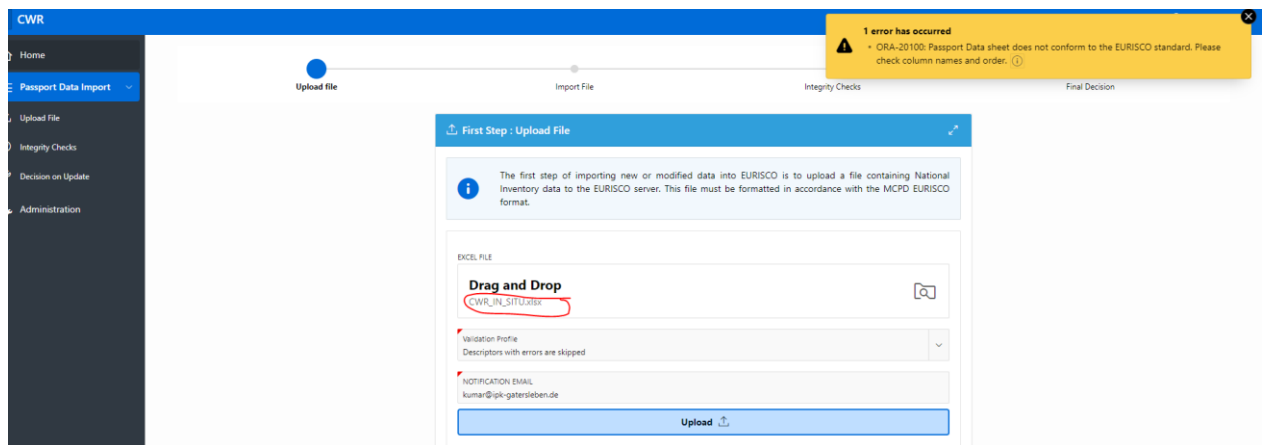 CWR
1 error has occurred
• ORA-20100: Passport Data sheet does not conform to the EURISCO standard. Please
check column names and order.
Home
Passport Data Import
Upload File
Integrity Checks
Decision on Update
Administration
Upload file
Import File
Integrity Checks
Final Decision
First Step : Upload File
The first step of importing new or modified data into EURISCO is to upload a file containing National
Inventory data to the EURISCO server. This file must be formatted in accordance with the MCPD EURISCO
format.
EXCEL FILE
Drag and Drop
CWR_IN_SITU.xlsx
Validation Profile
Descriptors with errors are skipped
NOTIFICATION EMAIL
kumar@ipk-gatersleben.de
Upload